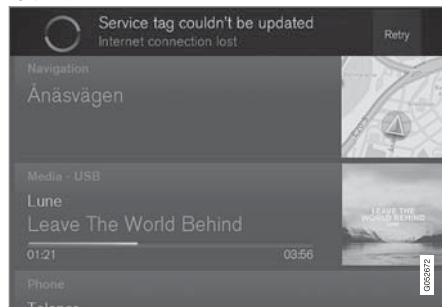 Service tag couldn't be updated
Internet connection lost
Retry
Navigation
Ånäsvägen
Media - USB
Lune
Leave The World Behind
01:21
03:56
LEAVE THE
WORLD BEHIND
Phone
Telenor
G052672